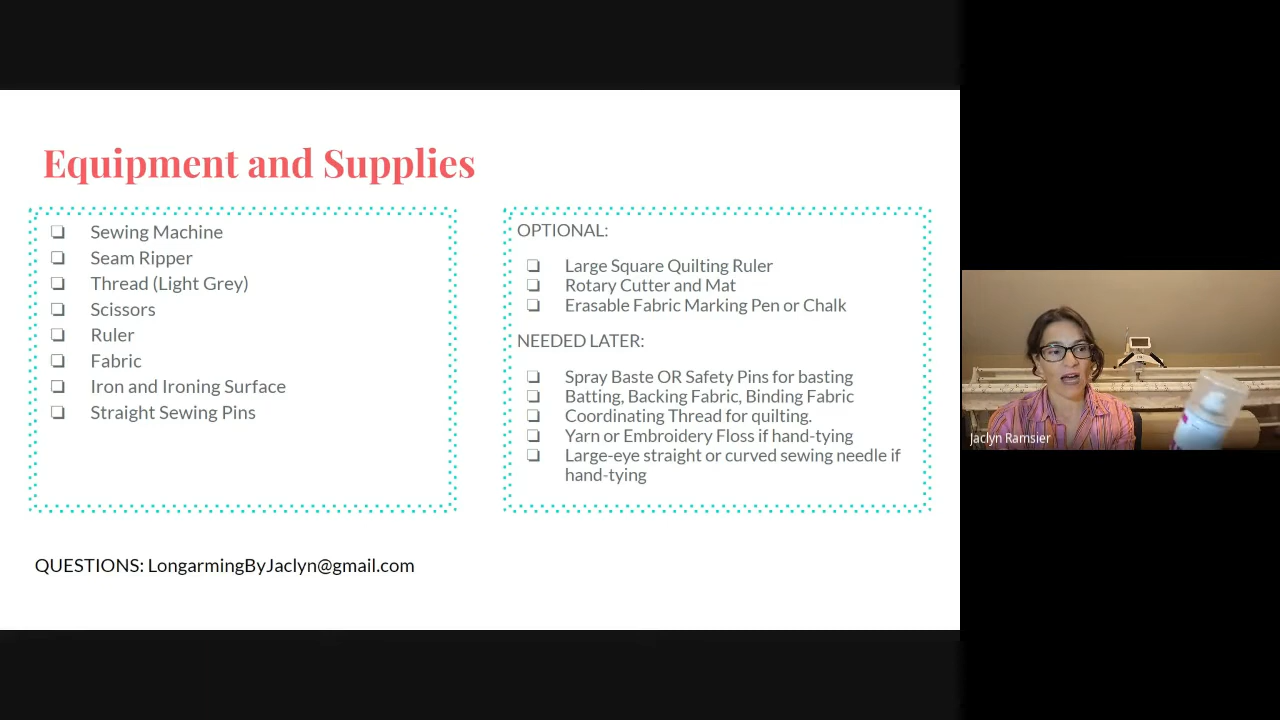 Equipment and Supplies
Sewing Machine
Seam Ripper
Thread (Light Grey)
Scissors
Ruler
Fabric
Iron and Ironing Surface
Straight Sewing Pins
OPTIONAL:
Large Square Quilting Ruler
Rotary Cutter and Mat
Erasable Fabric Marking Pen or Chalk
NEEDED LATER:
Spray Baste OR Safety Pins for basting
Batting, Backing Fabric, Binding Fabric
Coordinating Thread for quilting.
Yarn or Embroidery Floss if hand-tying
Large-eye straight or curved sewing needle if
hand-tying
QUESTIONS: LongarmingByJaclyn@gmail.com
Jaclyn Ramsier